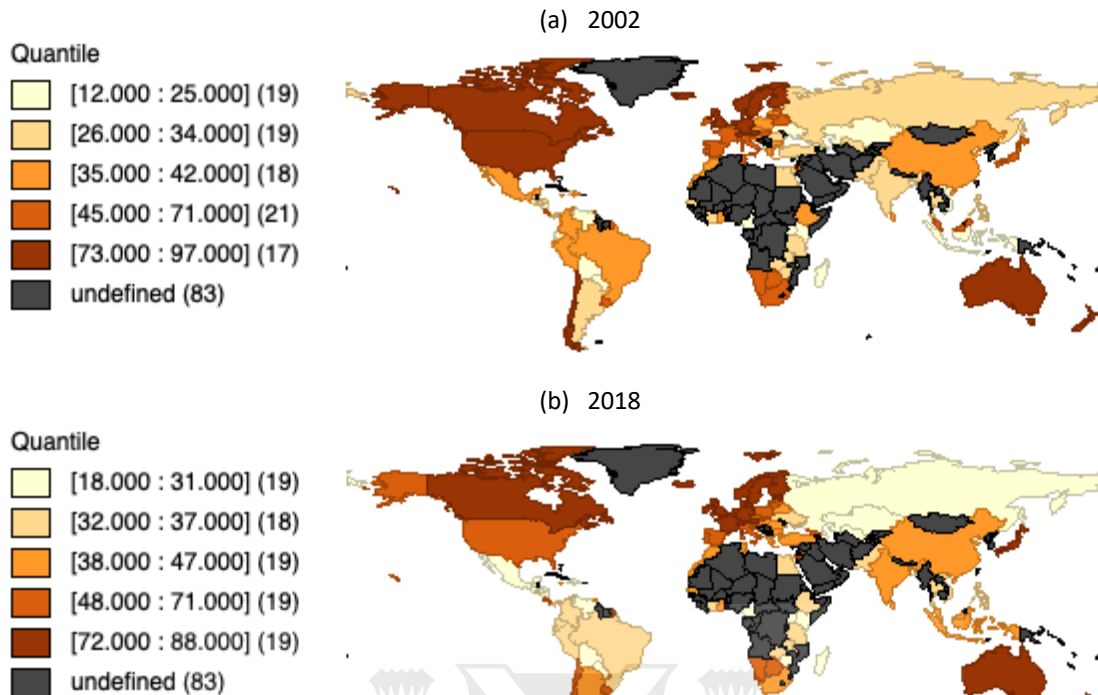 (a) 2002
Quantile
[12.000 : 25.000] (19)
[26.000 : 34.000] (19)
[35.000 : 42.000] (18)
[45.000 : 71.000] (21)
[73.000 : 97.000] (17)
undefined (83)
(b) 2018
Quantile
[18.000 : 31.000] (19)
[32.000 : 37.000] (18)
[38.000 : 47.000] (19)
[48.000 : 71.000] (19)
[72.000 : 88.000] (19)
undefined (83)